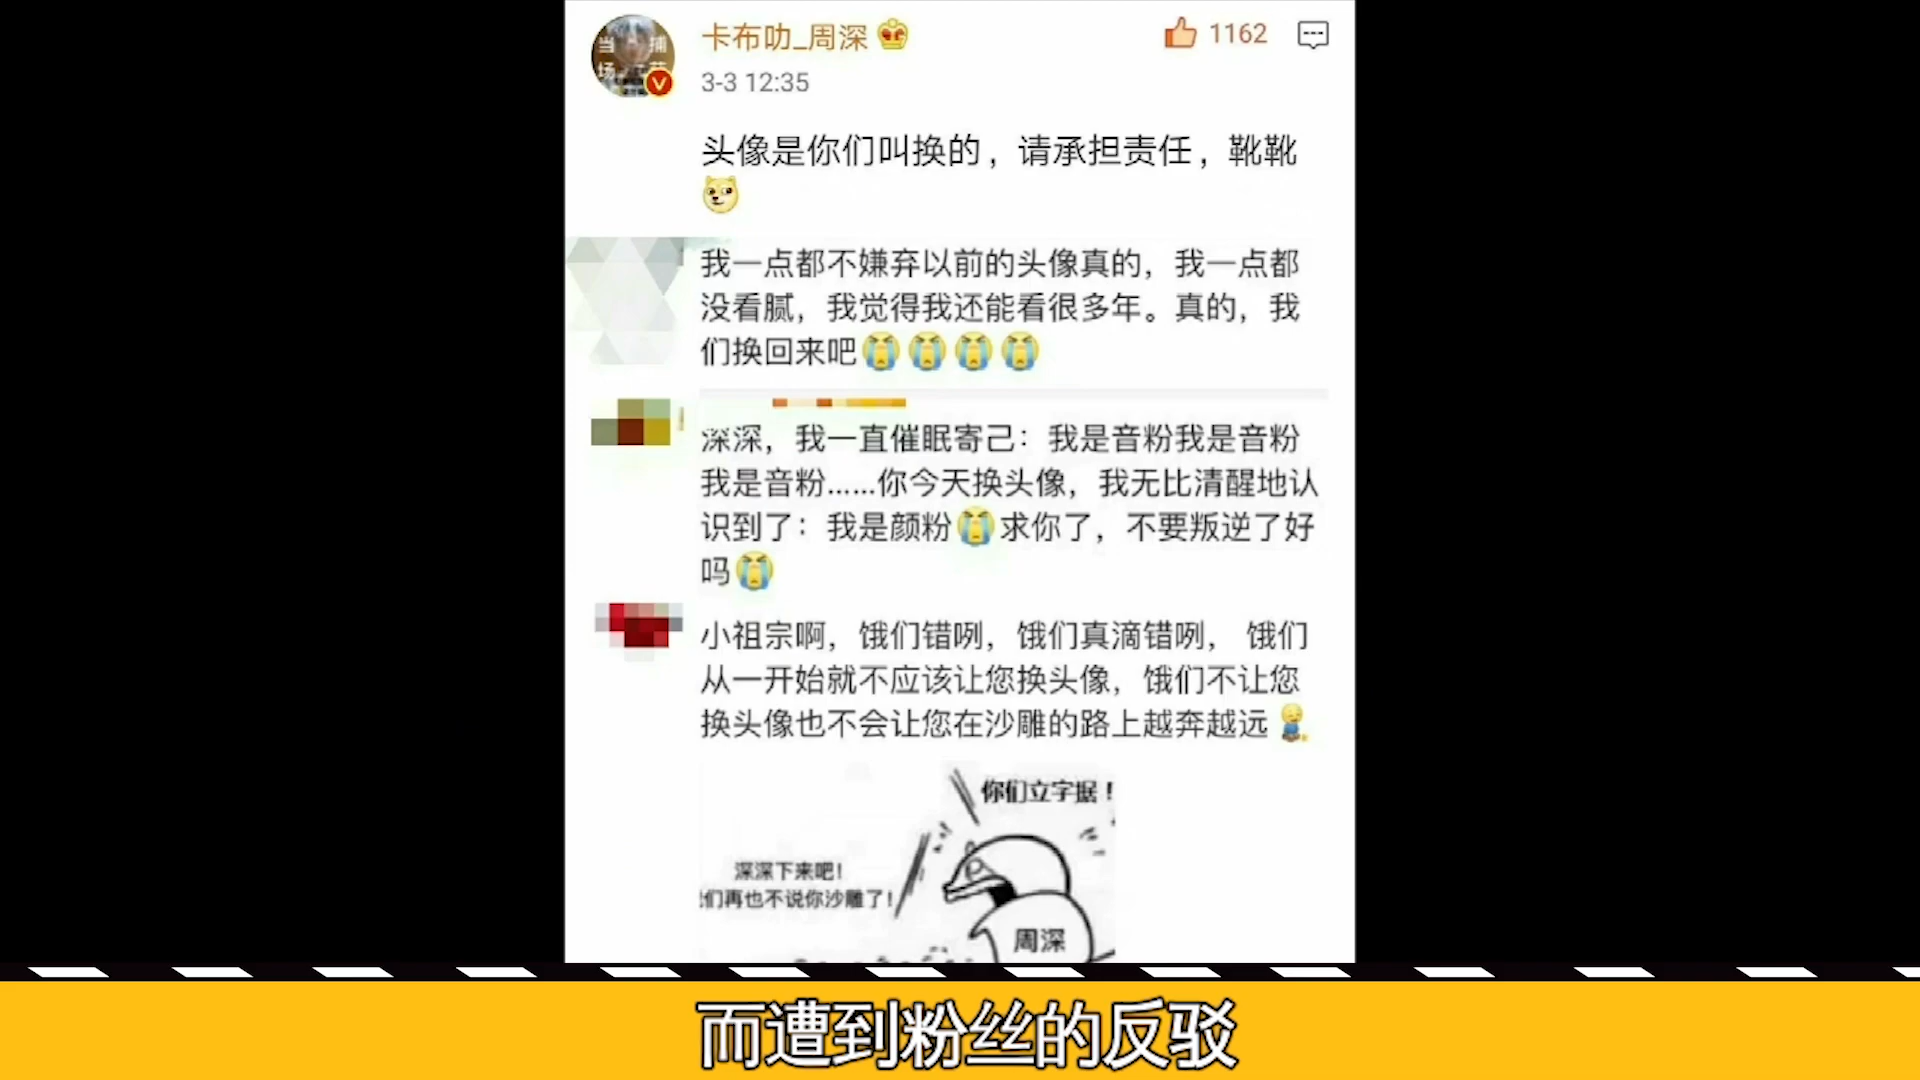 卡布叻_周深
1162
3-3 12:35
头像是你们叫换的，请承担责任，靴靴
我一点都不嫌弃以前的头像真的，我一点都
没看腻，我觉得我还能看很多年。真的，我
们换回来吧
深深，我一直催眠寄己：我是音粉我是音粉
我是音粉……你今天换头像，我无比清醒地认
识到了：我是颜粉求你了，不要叛逆了好
吗
小祖宗啊，饿们错咧，饿们真滴错咧， 饿们
从一开始就不应该让您换头像，饿们不让您
换头像也不会让您在沙雕的路上越奔越远
你们立字据！
深深下来吧！
们再也不说你沙雕了！
周深
而遭到粉丝的反驳